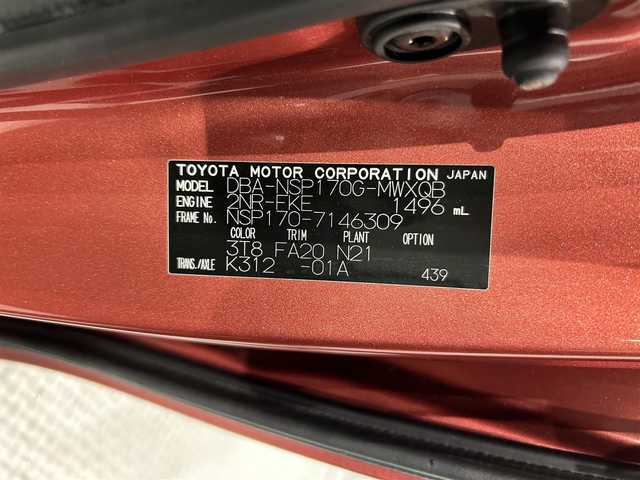 TOYOTA MOTOR CORPORATION JAPAN
MODEL DBA-NSP170G-MWXQB
ENGINE 2NR-FKE 1496 mL
FRAME No. NSP170-7146309
COLOR TRIM PLANT OPTION
3T8 FA20 N21
TRANS./AXLE K312 -01A 439